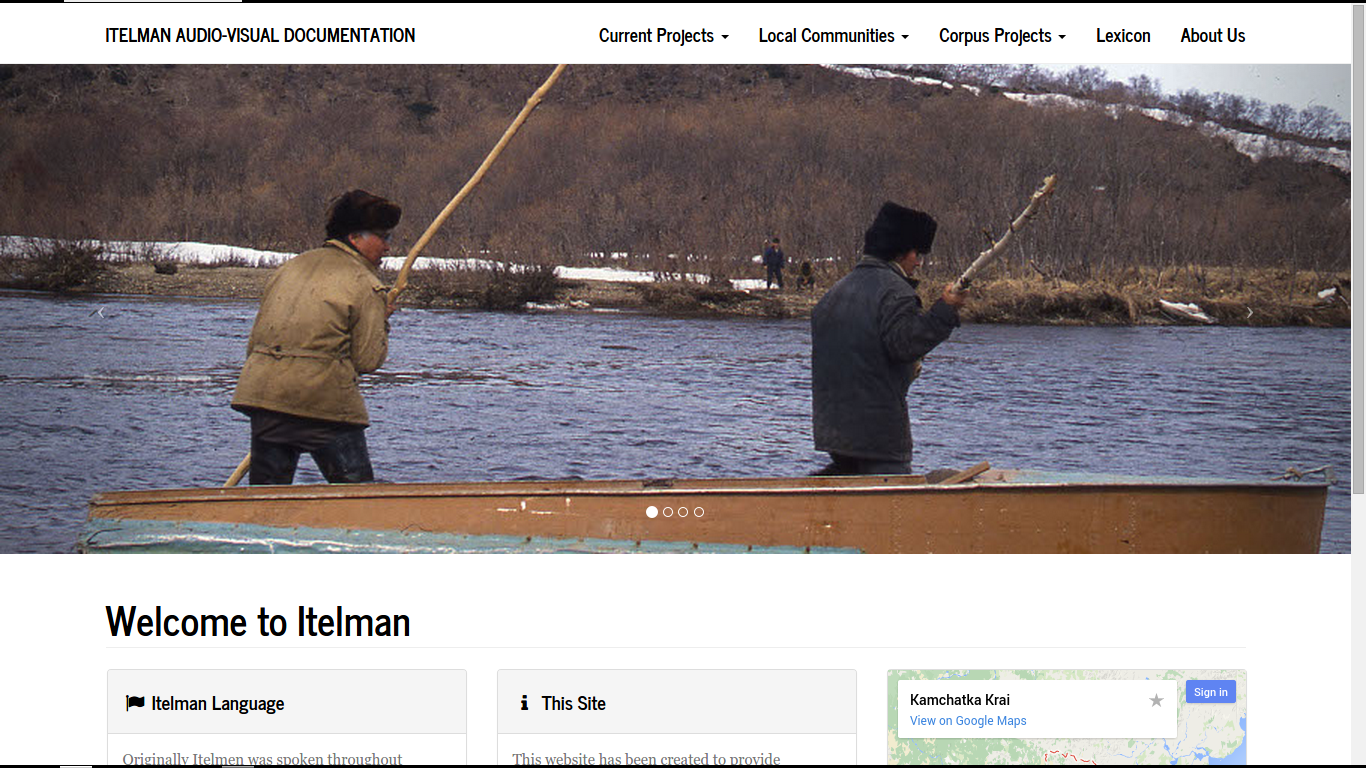 ITELMAN AUDIO-VISUAL DOCUMENTATION
Current Projects Local Communities Corpus Projects Lexicon About Us
Welcome to Itelman
Itelman Language
Originally Itelmen was spoken throughout
This Site
This website has been created to provide
Kamchatka Krai
View on Google Maps
Sign in